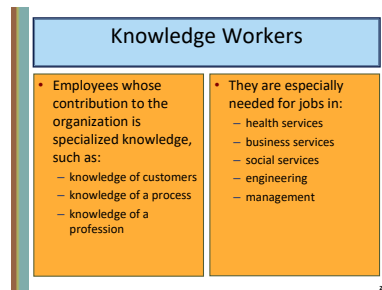 Knowledge Workers
• Employees whose
contribution to the
organization is
specialized knowledge,
such as:
– knowledge of customers
– knowledge of a process
– knowledge of a
profession
• They are especially
needed for jobs in:
– health services
– business services
– social services
– engineering
– management